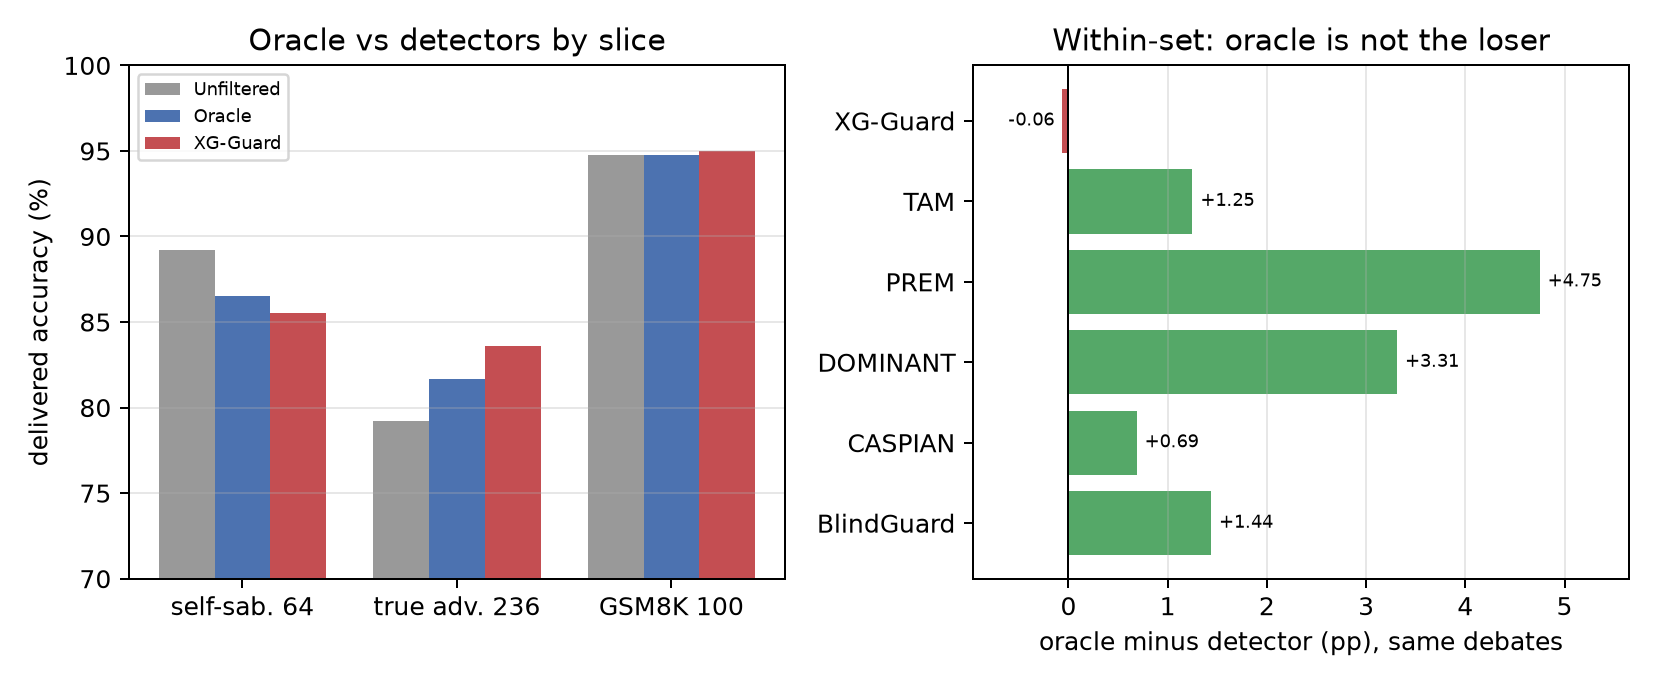 Oracle vs detectors by slice
100
95
90
85
80
75
70
delivered accuracy (%)
Unfiltered
Oracle
XG-Guard
self-sab. 64
true adv. 236
GSM8K 100
Within-set: oracle is not the loser
XG-Guard
-0.06
TAM
+1.25
PREM
+4.75
DOMINANT
+3.31
CASPIAN
+0.69
BlindGuard
+1.44
0 1 2 3 4 5
oracle minus detector (pp), same debates